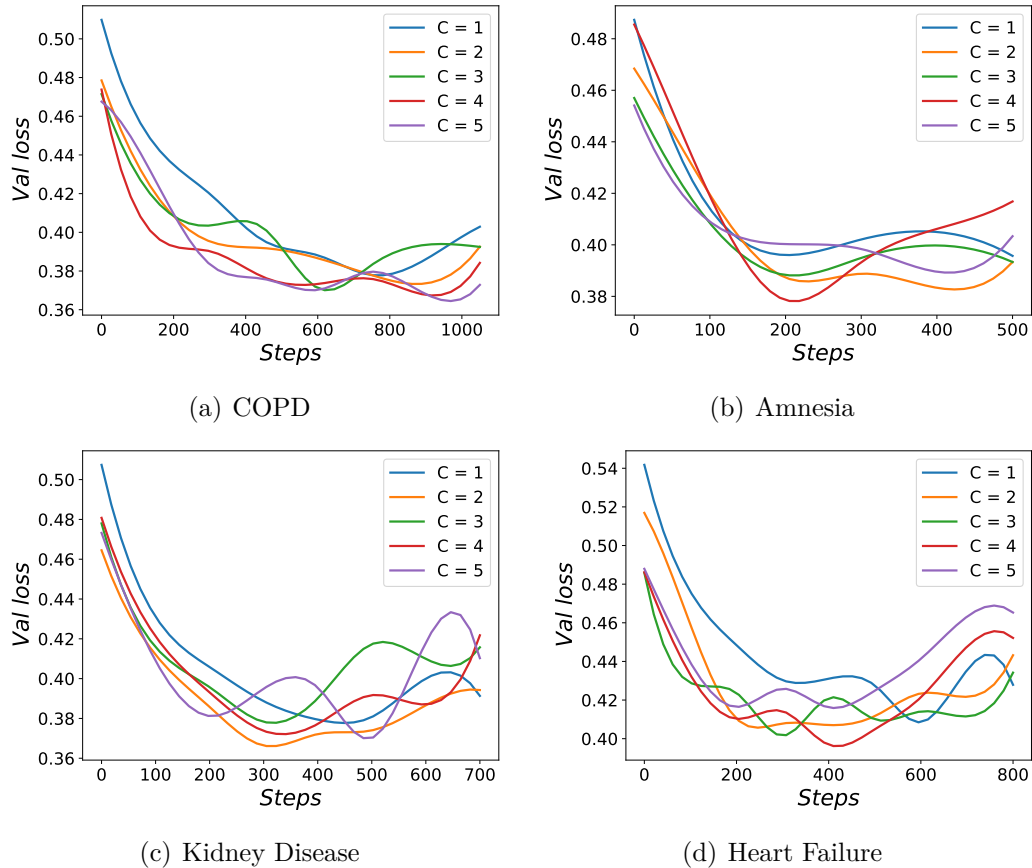 0.50
0.48
0.46
0.44
0.42
0.40
0.38
0.36
Val loss
0 200 400 600 800 1000
Steps
C = 1
C = 2
C = 3
C = 4
C = 5
(a) COPD
0.48
0.46
0.44
0.42
0.40
0.38
Val loss
0 100 200 300 400 500
Steps
C = 1
C = 2
C = 3
C = 4
C = 5
(b) Amnesia
0.50
0.48
0.46
0.44
0.42
0.40
0.38
0.36
Val loss
0 100 200 300 400 500 600 700
Steps
C = 1
C = 2
C = 3
C = 4
C = 5
(c) Kidney Disease
0.54
0.52
0.50
0.48
0.46
0.44
0.42
0.40
Val loss
0 200 400 600 800
Steps
C = 1
C = 2
C = 3
C = 4
C = 5
(d) Heart Failure